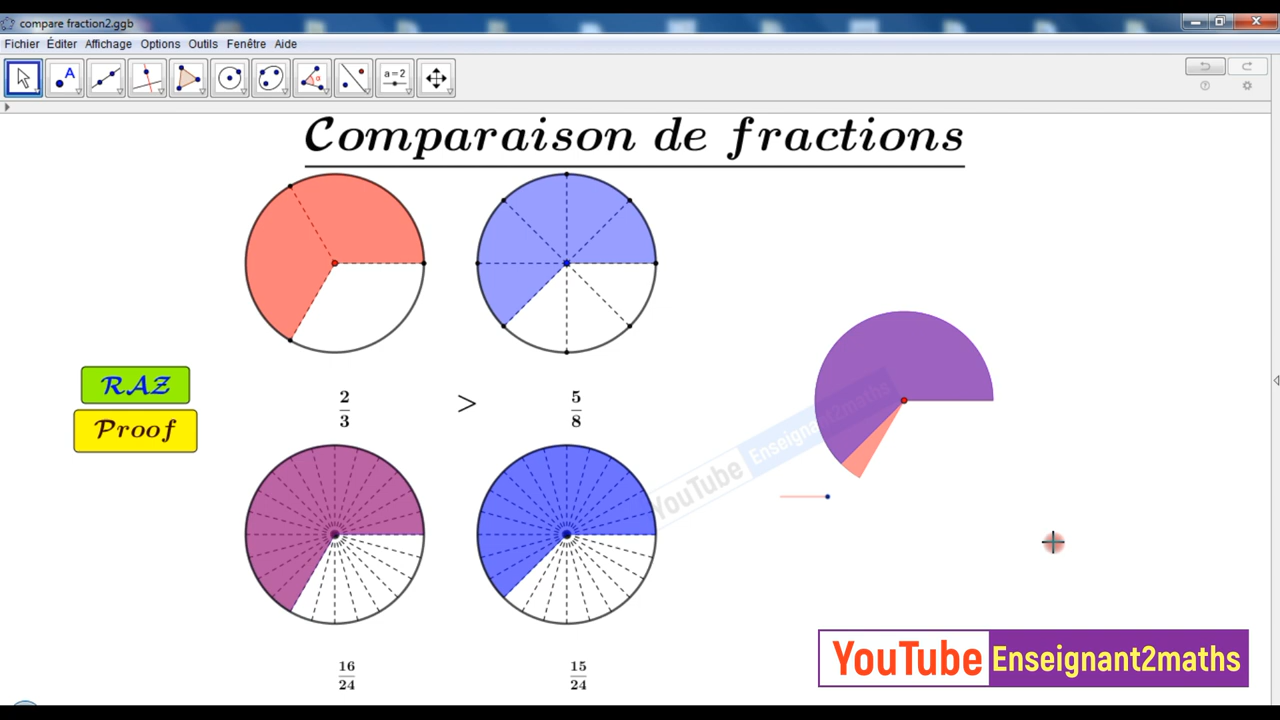 compare fraction2.ggb
Fichier Éditer Affichage Options Outils Fenêtre Aide
A
α
a = 2
Comparaison de fractions
RAZ
Proof
2
3
>
5
8
YouTube Enseignant2maths
16
24
15
24
YouTube Enseignant2maths